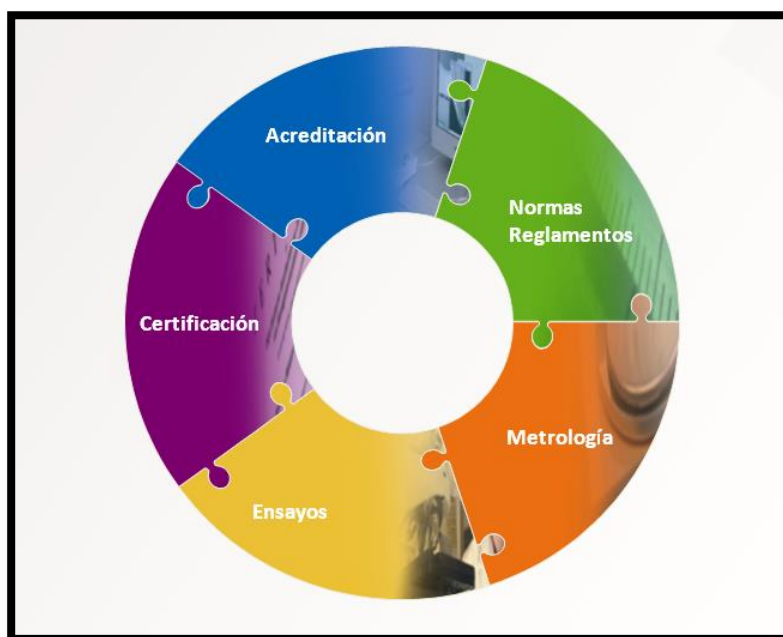 Acreditación
Normas
Reglamentos
Certificación
Metrología
Ensayos